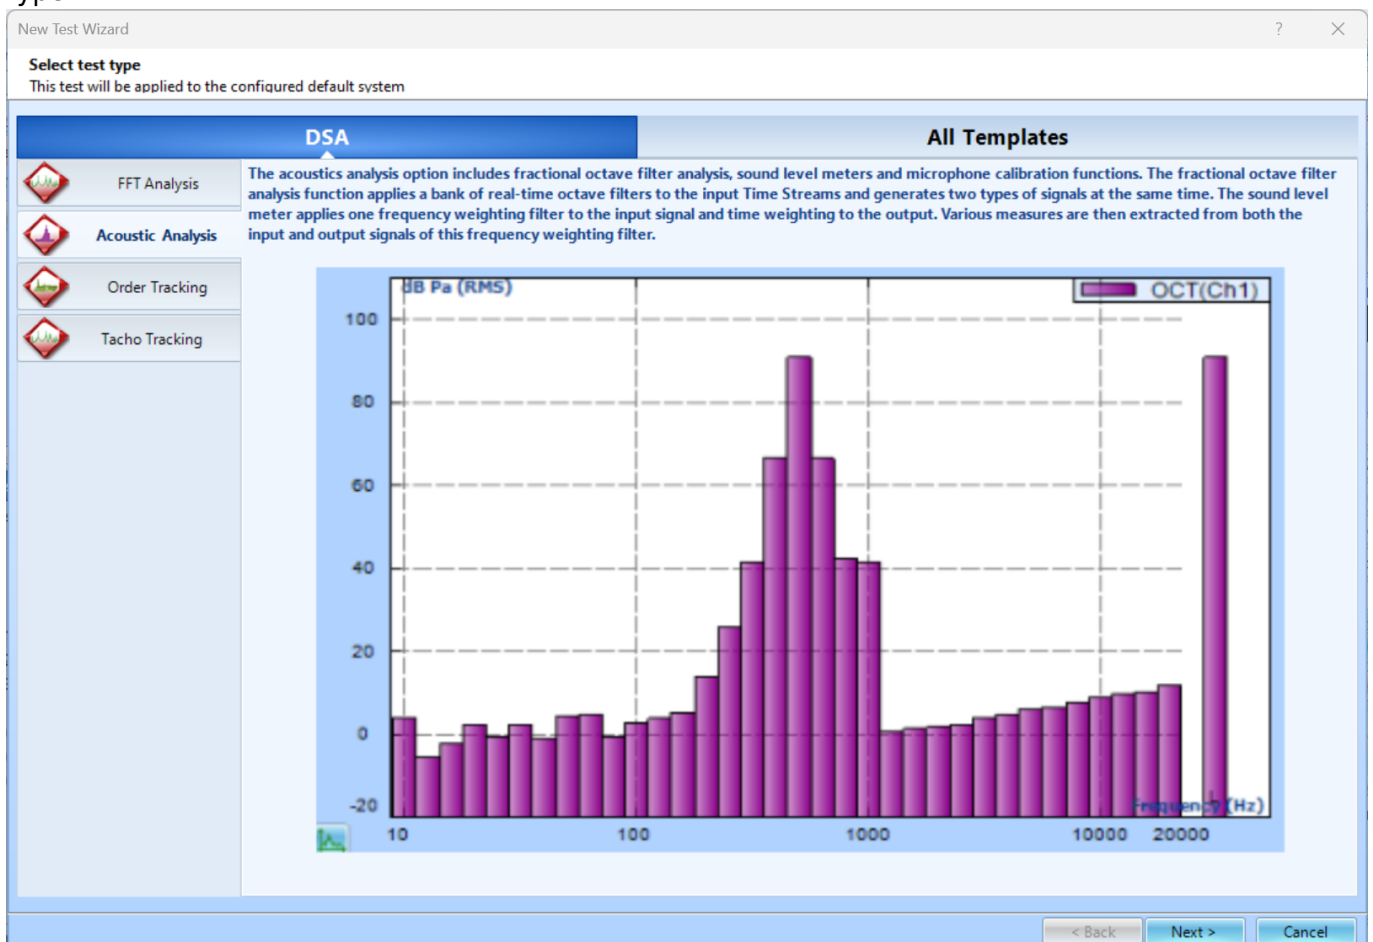 New Test Wizard
Select test type
This test will be applied to the configured default system
DSA
All Templates
FFT Analysis
Acoustic Analysis
Order Tracking
Tacho Tracking
The acoustics analysis option includes fractional octave filter analysis, sound level meters and microphone calibration functions. The fractional octave filter
analysis function applies a bank of real-time octave filters to the input Time Streams and generates two types of signals at the same time. The sound level
meter applies one frequency weighting filter to the input signal and time weighting to the output. Various measures are then extracted from both the
input and output signals of this frequency weighting filter.
dB Pa (RMS)
OCT(Ch1)
100
80
60
40
20
0
-20
Frequency (Hz)
10
100
1000
10000
20000
< Back
Next >
Cancel